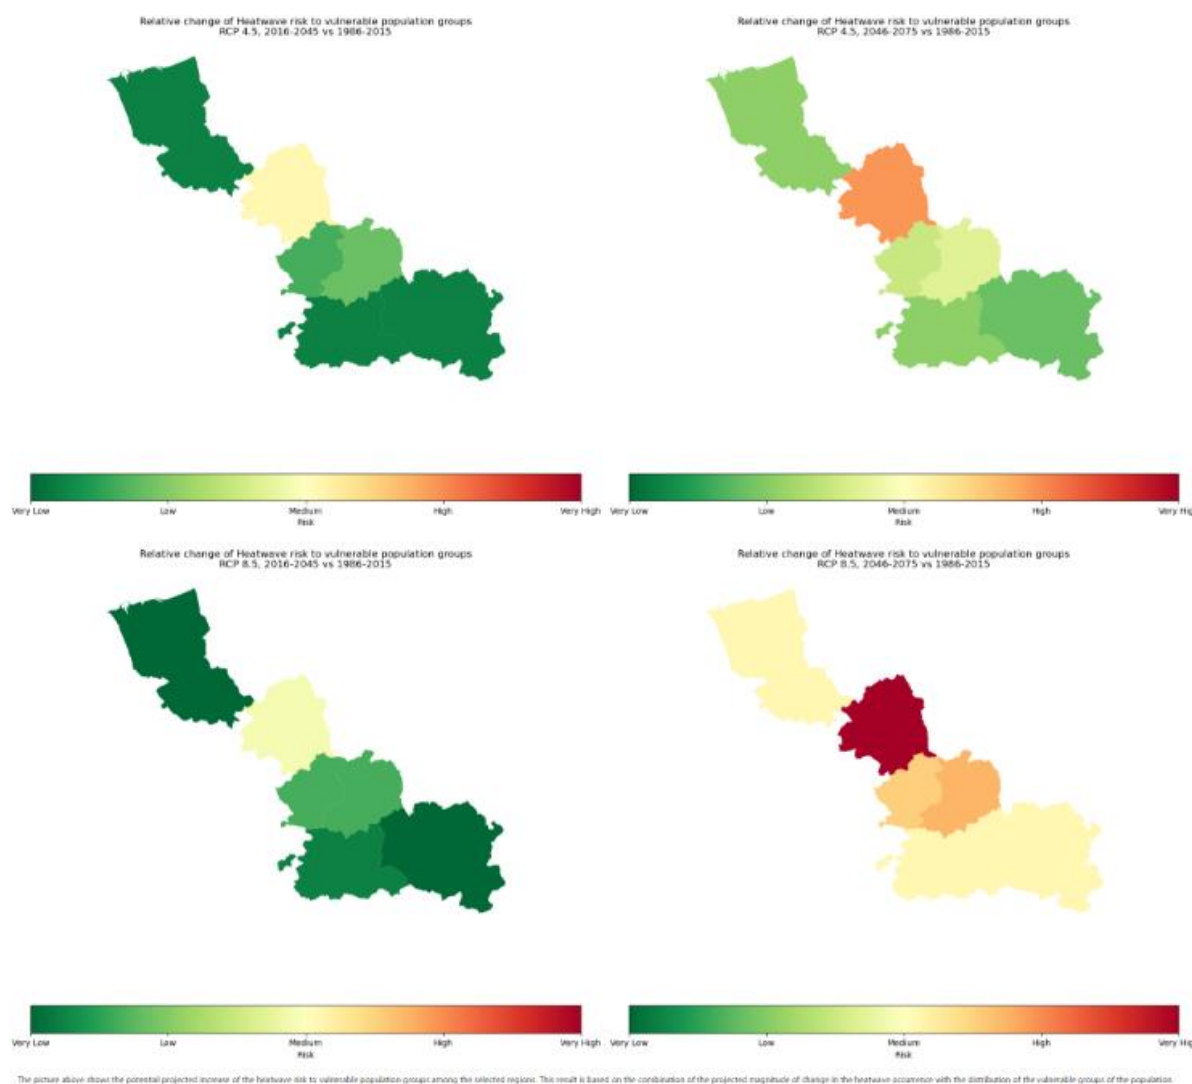 Relative change of Heatwave risk to vulnerable population groups
RCP 4.5, 2016-2045 vs 1986-2015
Very Low Low Medium High Very High
Risk
Relative change of Heatwave risk to vulnerable population groups
RCP 4.5, 2046-2075 vs 1986-2015
Very Low Low Medium High Very Hig
Risk
Relative change of Heatwave risk to vulnerable population groups
RCP 8.5, 2016-2045 vs 1986-2015
Very Low Low Medium High Very High
Risk
Relative change of Heatwave risk to vulnerable population groups
RCP 8.5, 2046-2075 vs 1986-2015
Very Low Low Medium High Very Hig
Risk
The picture above shows the potential projected increase of the heatwave risk to vulnerable population groups among the selected regions. This result is based on the combination of the projected magnitude of change in the heatwave occurrence with the distribution of the vulnerable groups of the population.